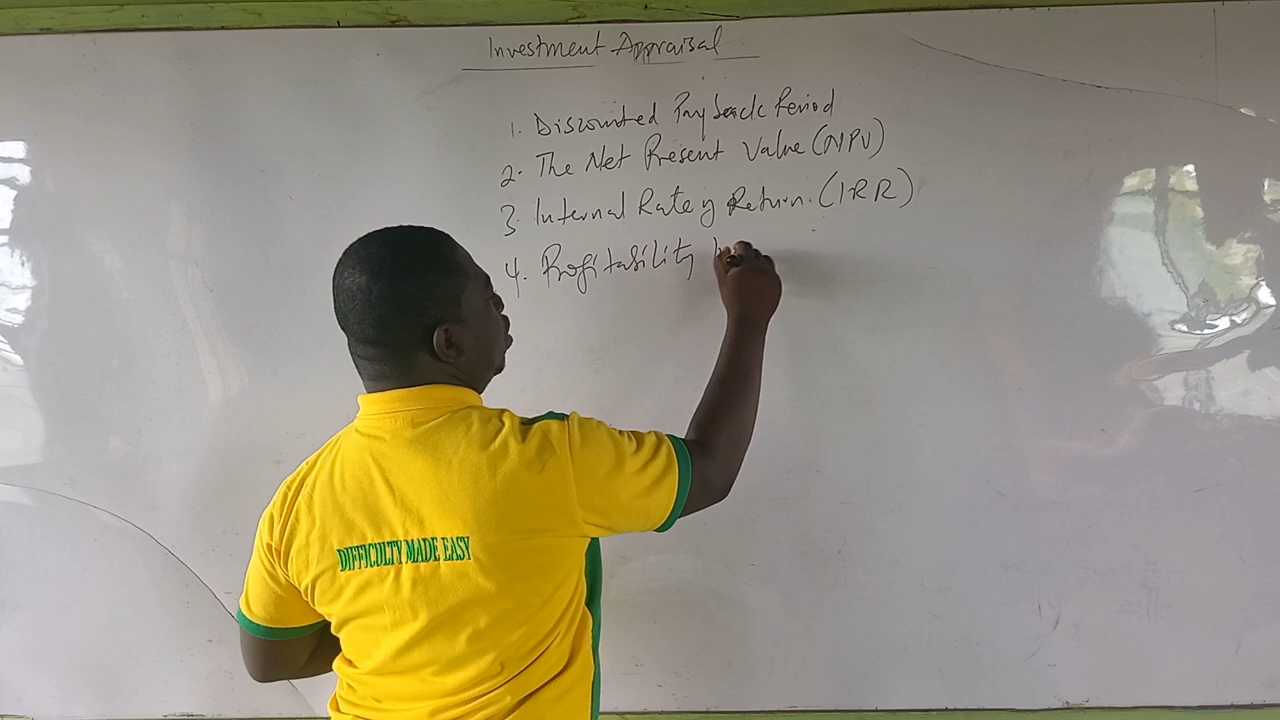 Investment Appraisal
1. Discounted Payback Period
2. The Net Present Value (NPV)
3. Internal Rate of Return. (IRR)
4. Profitability
DIFFICULTY MADE EASY